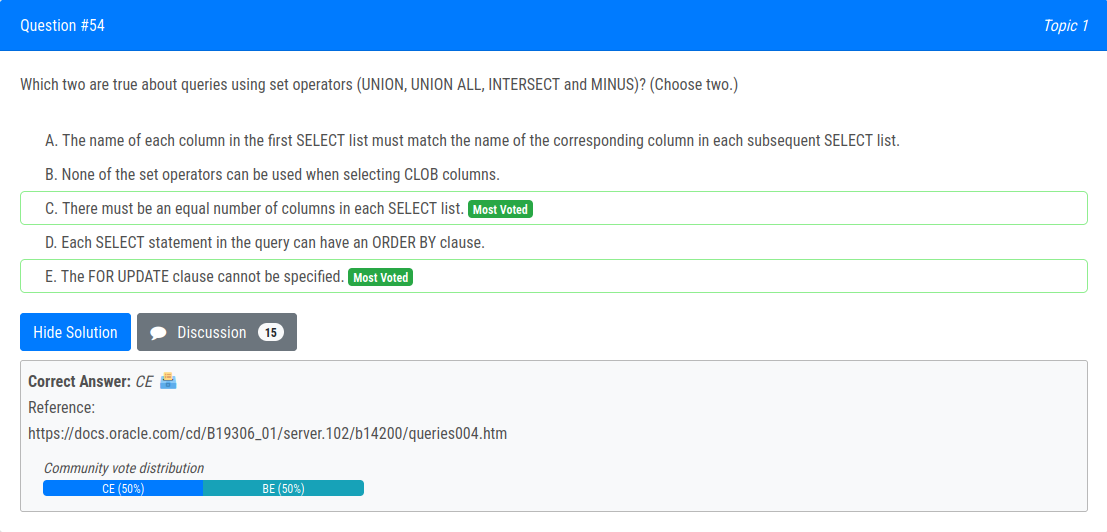 Question #54
Topic 1
Which two are true about queries using set operators (UNION, UNION ALL, INTERSECT and MINUS)? (Choose two.)
A. The name of each column in the first SELECT list must match the name of the corresponding column in each subsequent SELECT list.
B. None of the set operators can be used when selecting CLOB columns.
C. There must be an equal number of columns in each SELECT list. Most Voted
D. Each SELECT statement in the query can have an ORDER BY clause.
E. The FOR UPDATE clause cannot be specified. Most Voted
Hide Solution
Discussion 15
Correct Answer: CE
Reference:
https://docs.oracle.com/cd/B19306_01/server.102/b14200/queries004.htm
Community vote distribution
CE (50%)
BE (50%)